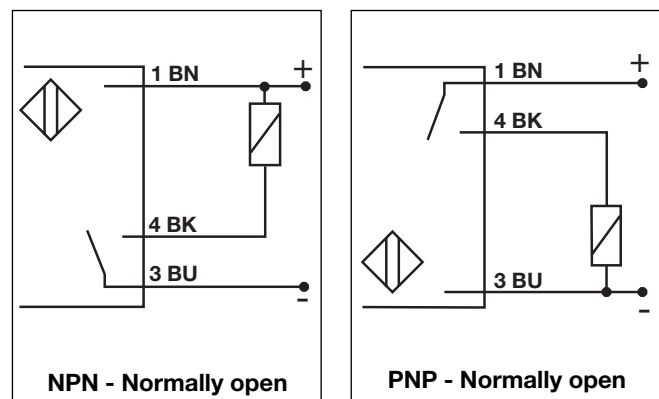 1 BN
+
4 BK
3 BU
-
NPN - Normally open
1 BN
+
4 BK
3 BU
-
PNP - Normally open